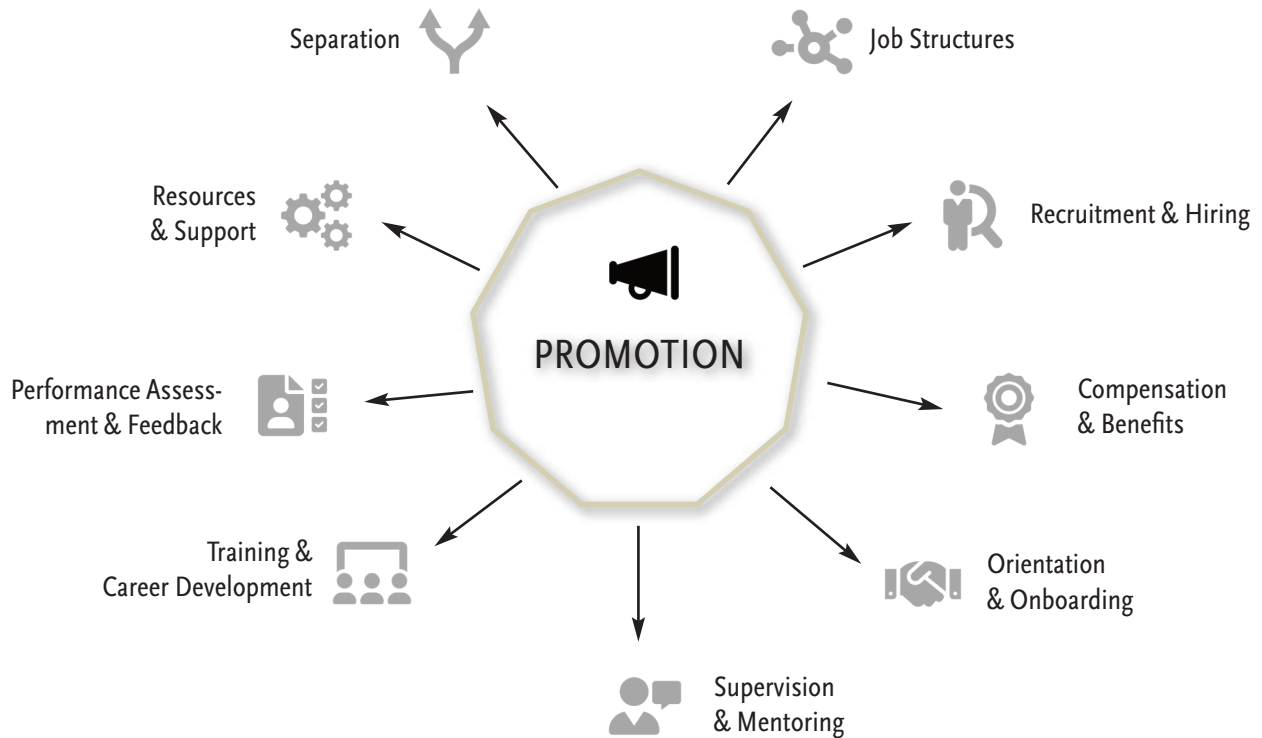 Separation
Job Structures
Resources
& Support
Recruitment & Hiring
PROMOTION
Performance Assess-
ment & Feedback
Compensation
& Benefits
Training &
Career Development
Orientation
& Onboarding
Supervision
& Mentoring